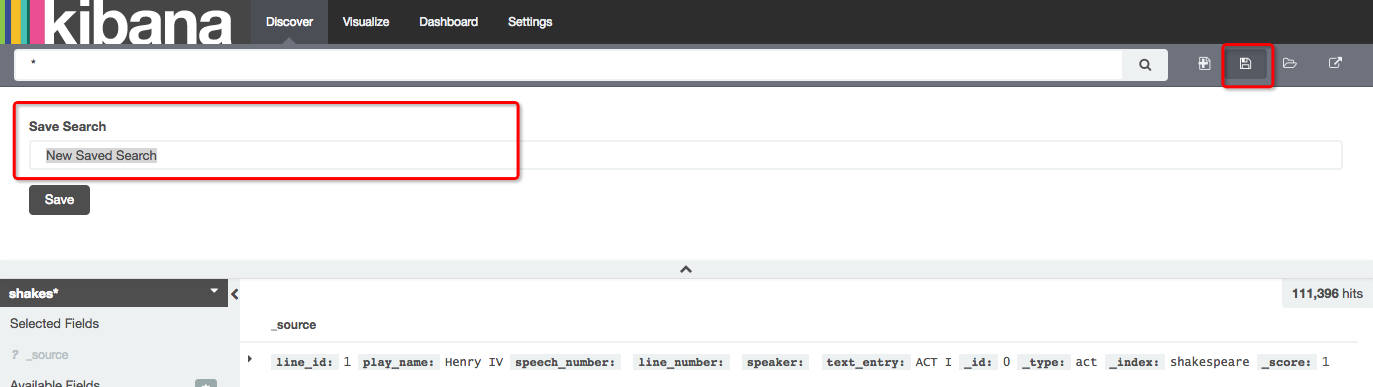 kibana Discover Visualize Dashboard Settings
*
Save Search
New Saved Search
Save
shakes*
111,396 hits
Selected Fields
_source
? _source
line_id: 1 play_name: Henry IV speech_number: line_number: speaker: text_entry: ACT I _id: 0 _type: act _index: shakespeare _score: 1
Available Fields